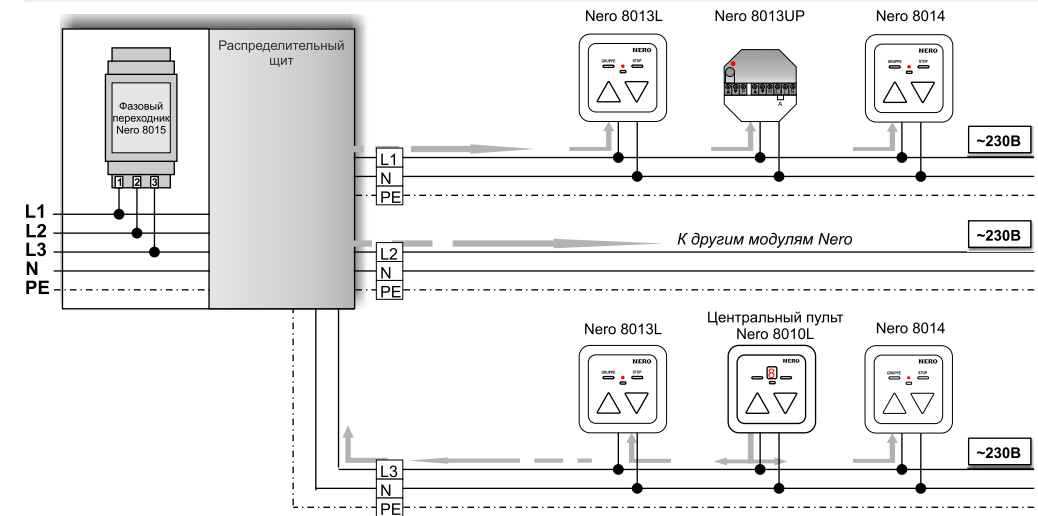 Nero 8013L
Nero 8013UP
Nero 8014
Распределительный
щит
Фазовый
переходник
Nero 8015
1 2 3
NERO
GRUPPE STOP
A
NERO
GRUPPE STOP
~230В
L1
N
PE
L1
L2
L3
N
PE
К другим модулям Nero
~230В
L2
N
PE
Nero 8013L
Центральный пульт
Nero 8010L
Nero 8014
NERO
GRUPPE STOP
NERO
8
NERO
GRUPPE STOP
~230В
L3
N
PE